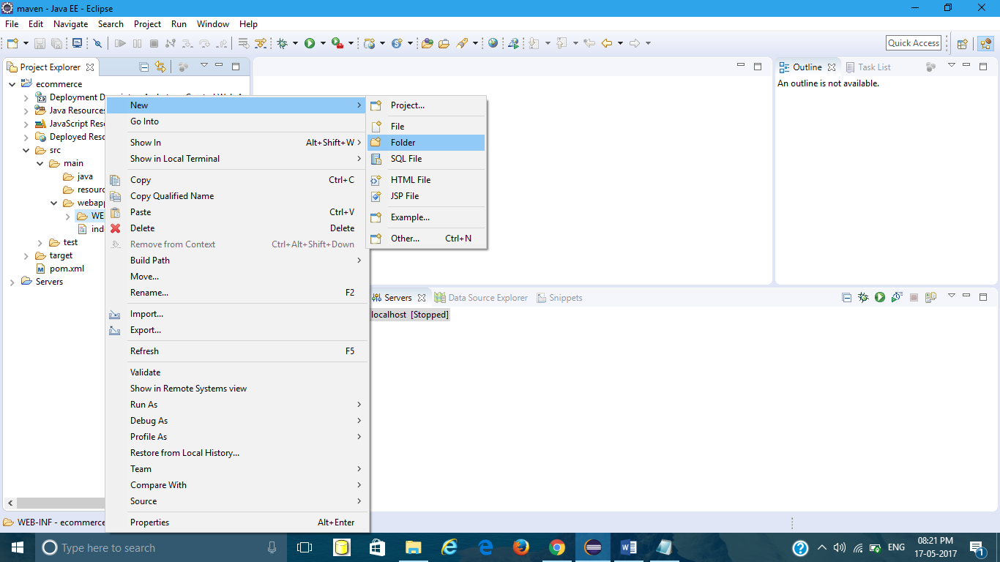 maven - Java EE - Eclipse
File Edit Navigate Search Project Run Window Help
Quick Access
Project Explorer
ecommerce
Deployment D
Java Resources
JavaScript Res
Deployed Reso
src
main
java
resourc
webapp
WE
ind
test
target
pom.xml
Servers
New
Go Into
Show In Alt+Shift+W
Show in Local Terminal
Copy Ctrl+C
Copy Qualified Name
Paste Ctrl+V
Delete Delete
Remove from Context Ctrl+Alt+Shift+Down
Build Path
Move...
Rename... F2
Import...
Export...
Refresh F5
Validate
Show in Remote Systems view
Run As
Debug As
Profile As
Restore from Local History...
Team
Compare With
Source
Properties Alt+Enter
Project...
File
Folder
SQL File
HTML File
JSP File
Example...
Other... Ctrl+N
Outline Task List
An outline is not available.
Servers Data Source Explorer Snippets
localhost [Stopped]
WEB-INF - ecommerce
Type here to search
ENG
08:21 PM
17-05-2017
1